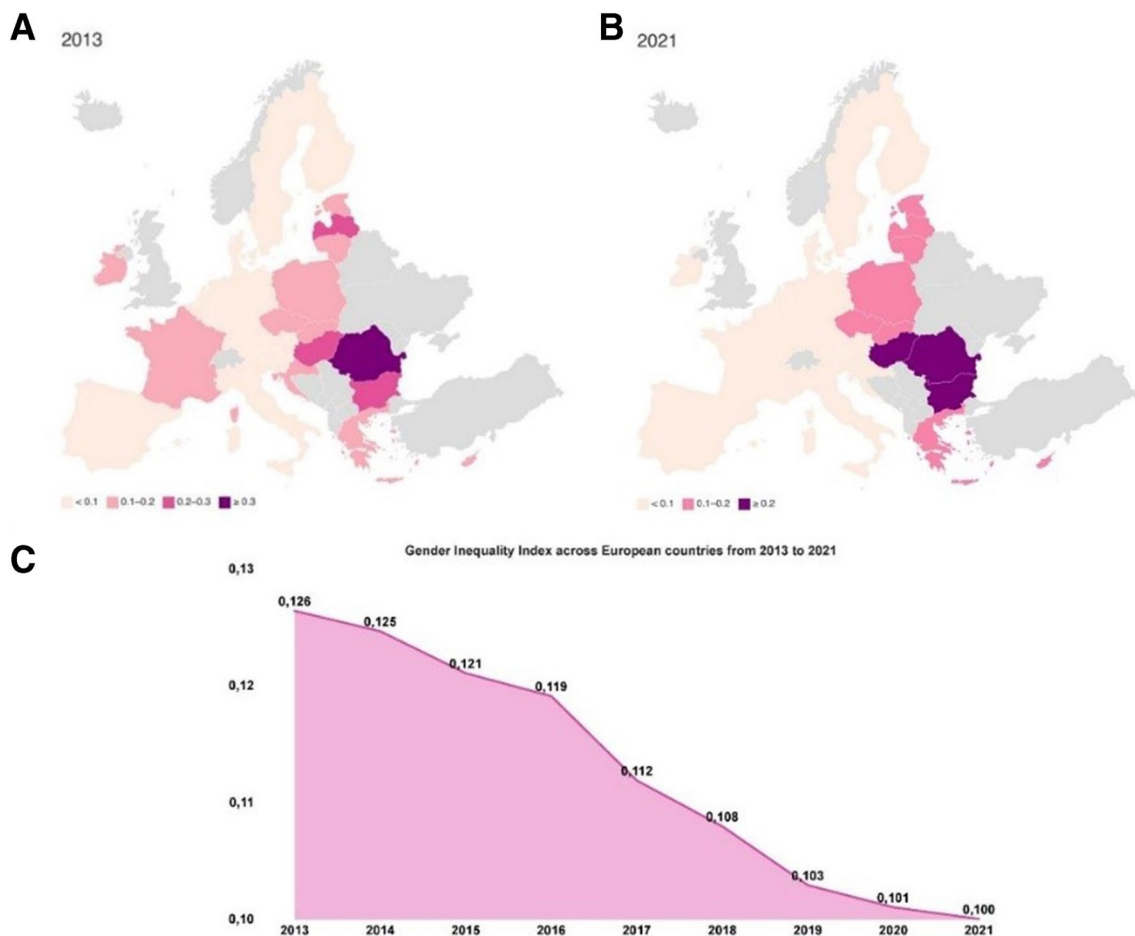 A
2013
< 0.1 0.1–0.2 0.2–0.3 ≥ 0.3
B
2021
< 0.1 0.1–0.2 ≥ 0.2
C
Gender Inequality Index across European countries from 2013 to 2021
0,13
0,12
0,11
0,10
0,126
0,125
0,121
0,119
0,112
0,108
0,103
0,101
0,100
2013 2014 2015 2016 2017 2018 2019 2020 2021